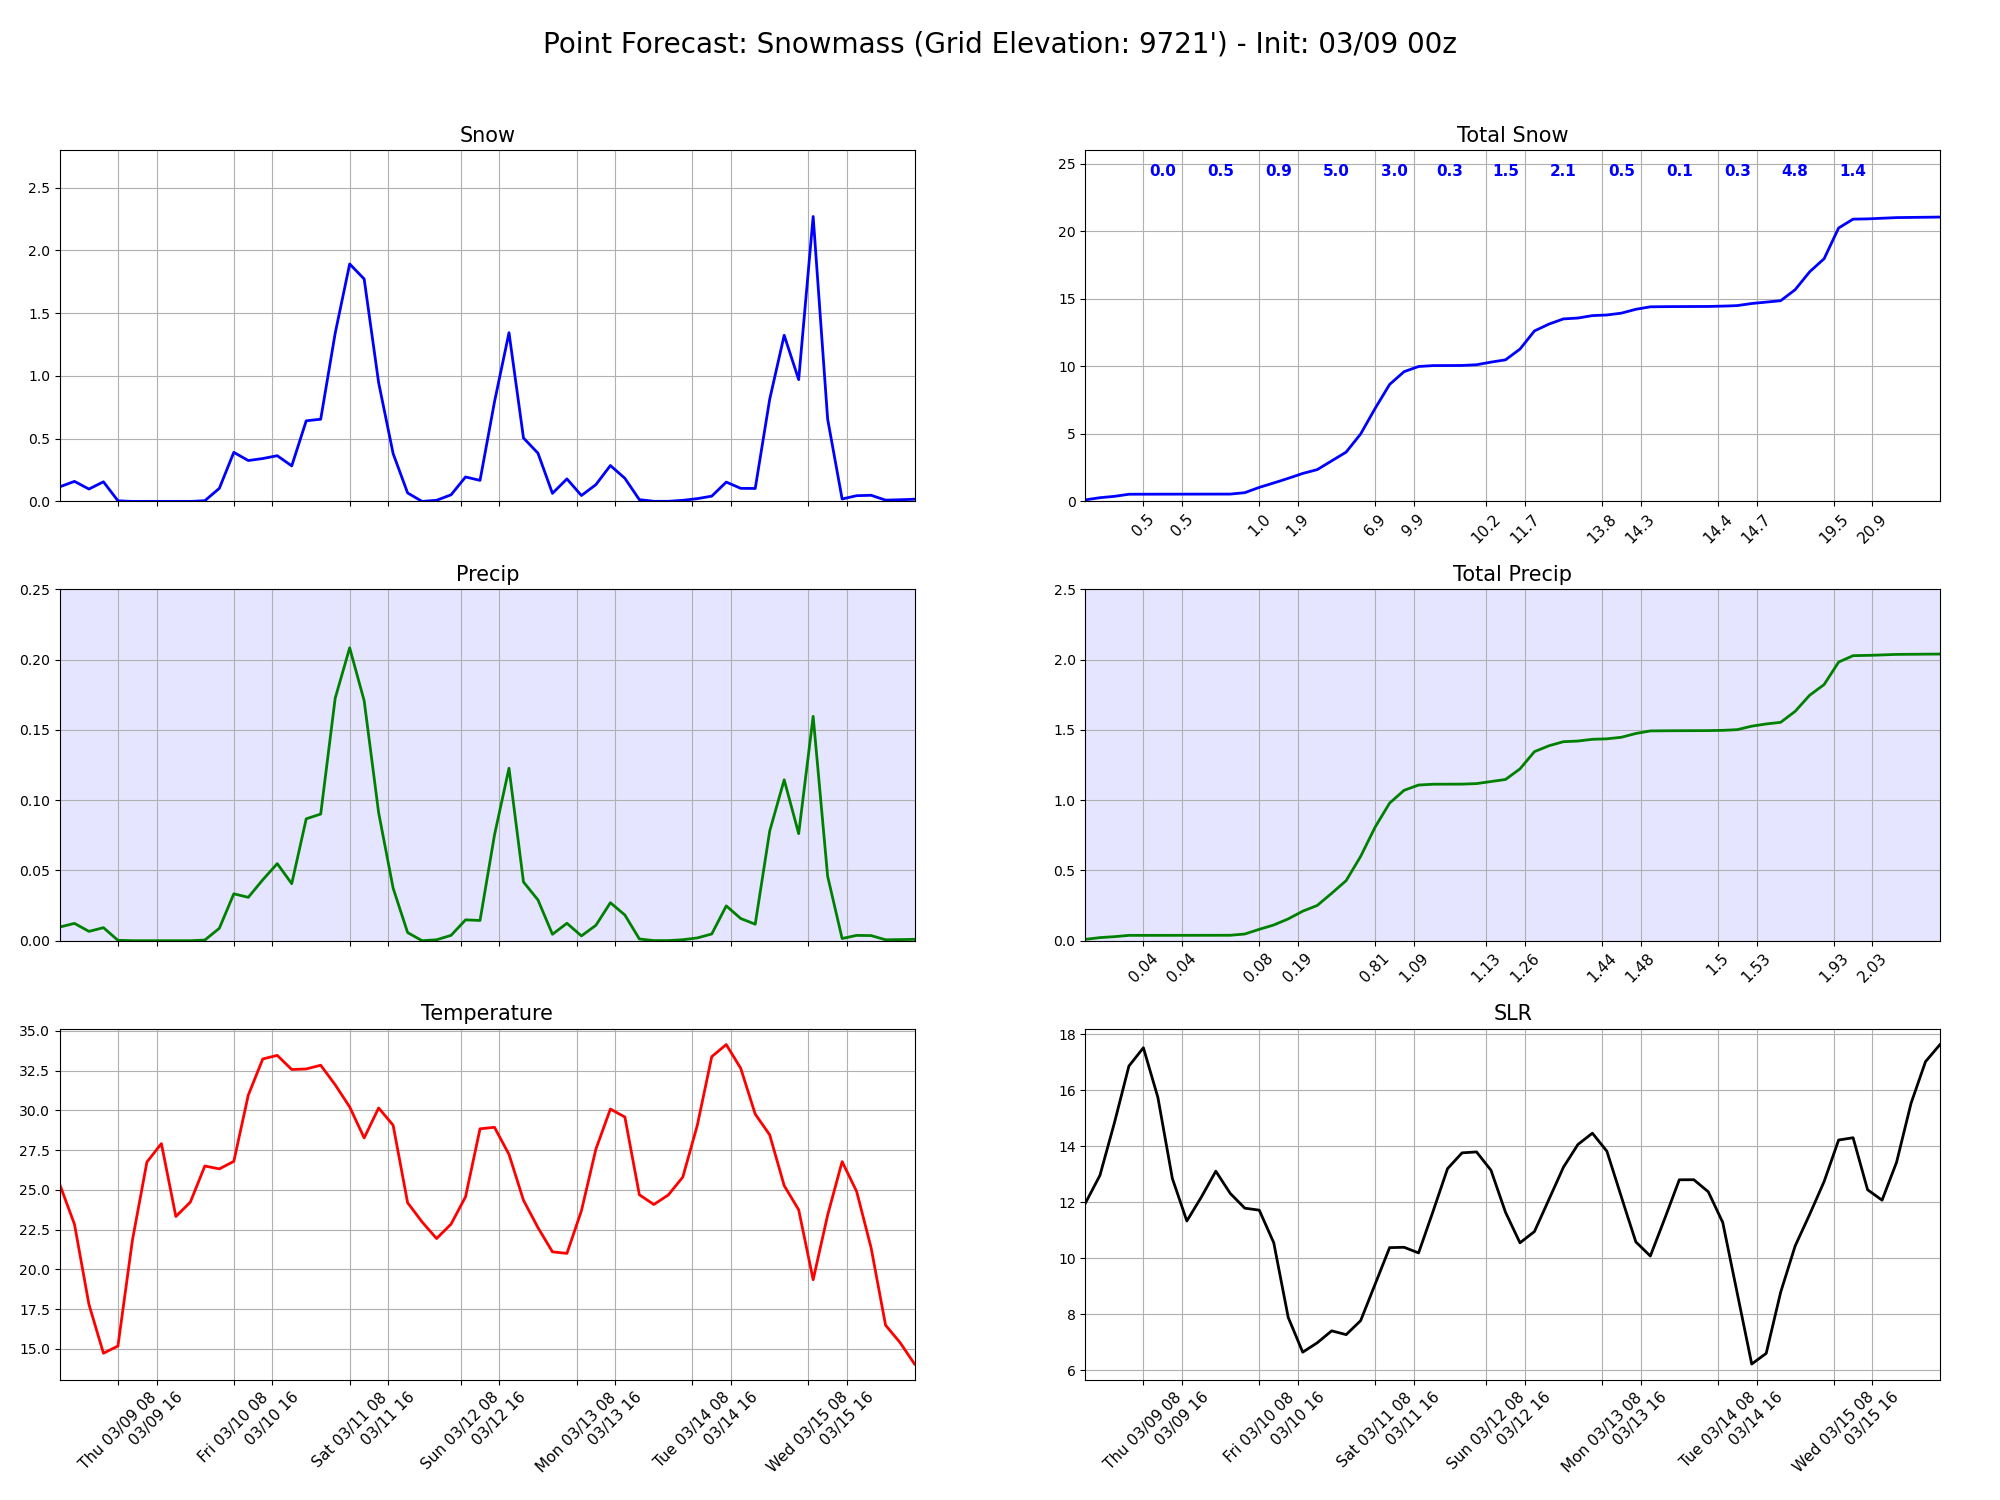 Point Forecast: Snowmass (Grid Elevation: 9721') - Init: 03/09 00z
Snow
2.5
2.0
1.5
1.0
0.5
0.0
Total Snow
25
20
15
10
5
0
0.0 0.5 0.9 5.0 3.0 0.3 1.5 2.1 0.5 0.1 0.3 4.8 1.4
0.5 0.5 1.0 1.9 6.9 9.9 10.2 11.7 13.8 14.3 14.4 14.7 19.5 20.9
Precip
0.25
0.20
0.15
0.10
0.05
0.00
Total Precip
2.5
2.0
1.5
1.0
0.5
0.0
0.04 0.04 0.08 0.19 0.81 1.09 1.13 1.26 1.44 1.48 1.5 1.53 1.93 2.03
Temperature
35.0
32.5
30.0
27.5
25.0
22.5
20.0
17.5
15.0
Thu 03/09 08
03/09 16
Fri 03/10 08
03/10 16
Sat 03/11 08
03/11 16
Sun 03/12 08
03/12 16
Mon 03/13 08
03/13 16
Tue 03/14 08
03/14 16
Wed 03/15 08
03/15 16
SLR
18
16
14
12
10
8
6
Thu 03/09 08
03/09 16
Fri 03/10 08
03/10 16
Sat 03/11 08
03/11 16
Sun 03/12 08
03/12 16
Mon 03/13 08
03/13 16
Tue 03/14 08
03/14 16
Wed 03/15 08
03/15 16